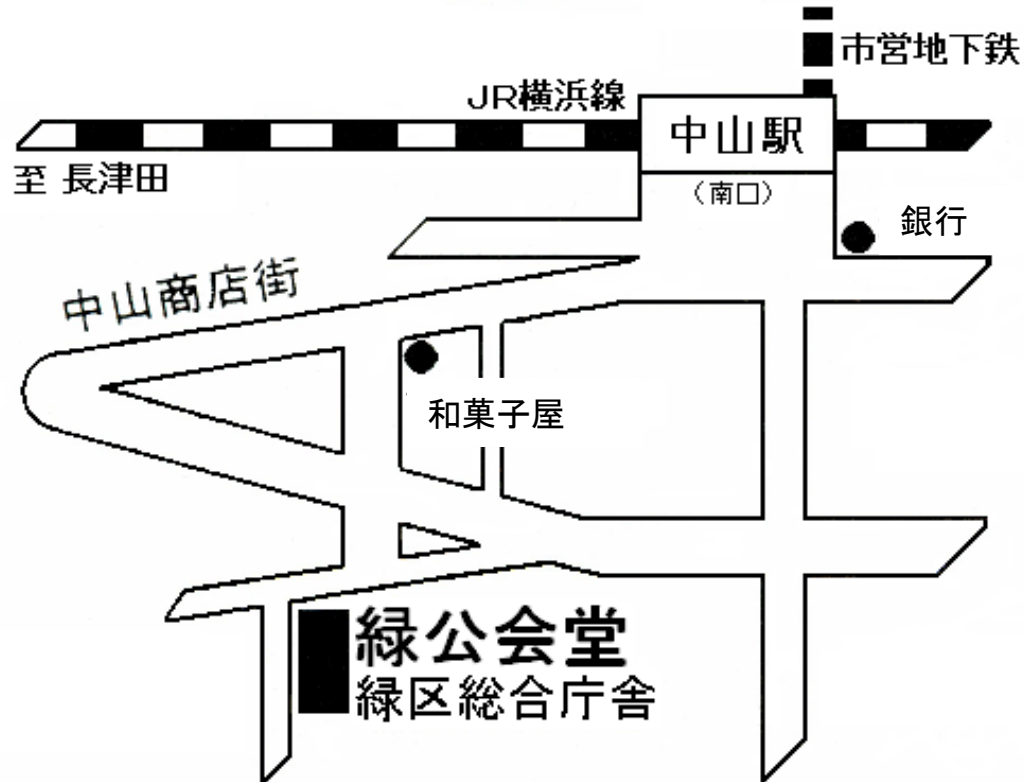 市営地下鉄
JR横浜線
中山駅
至 長津田
（南口）
銀行
中山商店街
和菓子屋
緑公会堂
緑区総合庁舎